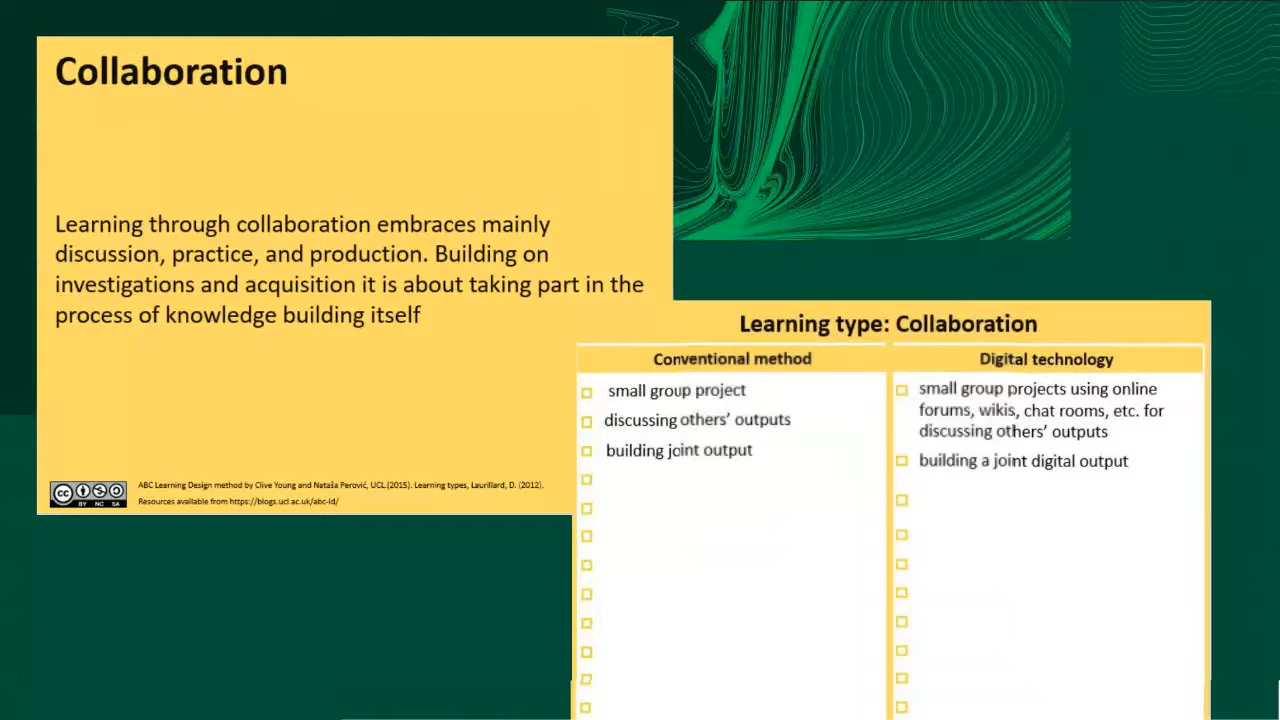 Collaboration
Learning through collaboration embraces mainly
discussion, practice, and production. Building on
investigations and acquisition it is about taking part in the
process of knowledge building itself
cc BY NC SA
ABC Learning Design method by Clive Young and Nataša Perović, UCL.(2015). Learning types, Laurillard, D. (2012).
Resources available from https://blogs.ucl.ac.uk/abc-ld/
Learning type: Collaboration
Conventional method
small group project
discussing others’ outputs
building joint output
Digital technology
small group projects using online
forums, wikis, chat rooms, etc. for
discussing others’ outputs
building a joint digital output